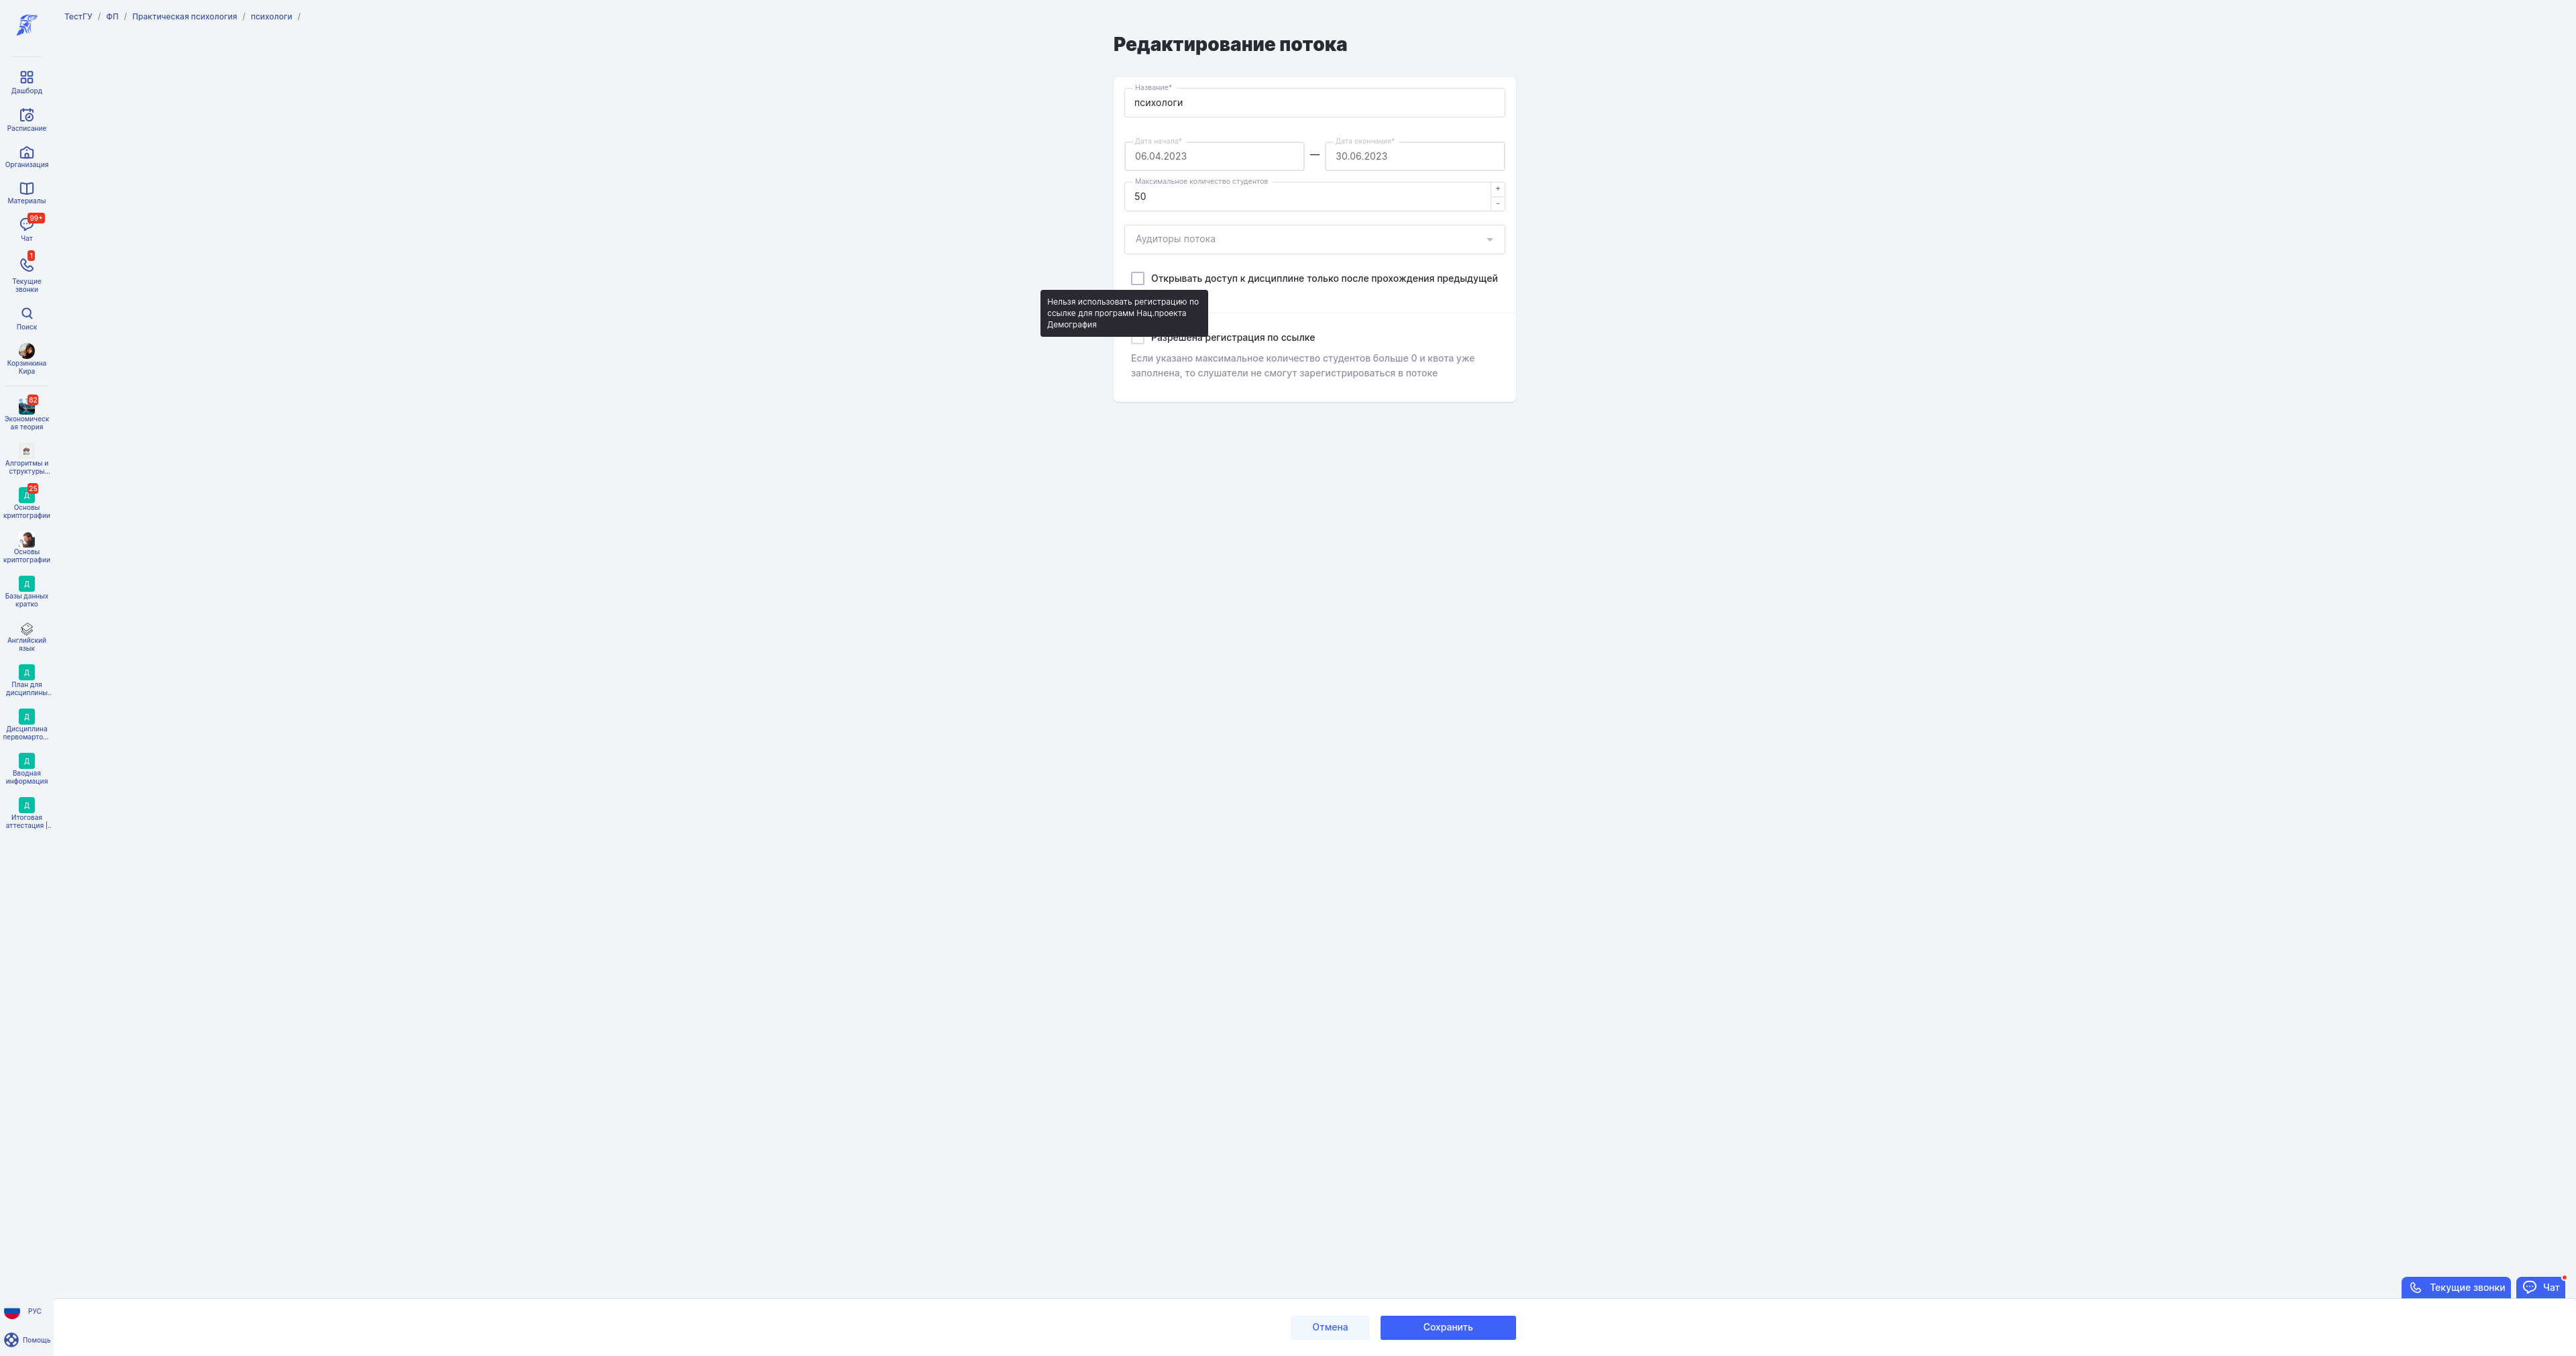 ТестГУ / ФП / Практическая психология / психологи /
Дашборд
Расписание
Организация
Материалы
99+
Чат
1
Текущие
звонки
Поиск
Корзинкина
Кира
82
Экономическ
ая теория
Алгоритмы и
структуры...
25
Д
Основы
криптографии
Основы
криптографии
Д
Базы данных
кратко
Английский
язык
Д
План для
дисциплины..
Д
Дисциплина
первомарто...
Д
Вводная
информация
Д
Итоговая
аттестация |..
РУС
Помощь
Редактирование потока
Название*
психологи
Дата начала*
06.04.2023
—
Дата окончания*
30.06.2023
Максимальное количество студентов
50
+
-
Аудиторы потока
Открывать доступ к дисциплине только после прохождения предыдущей
Нельзя использовать регистрацию по
ссылке для программ Нац.проекта
Демография
Разрешена регистрация по ссылке
Если указано максимальное количество студентов больше 0 и квота уже
заполнена, то слушатели не смогут зарегистрироваться в потоке
Текущие звонки
Чат
Отмена
Сохранить